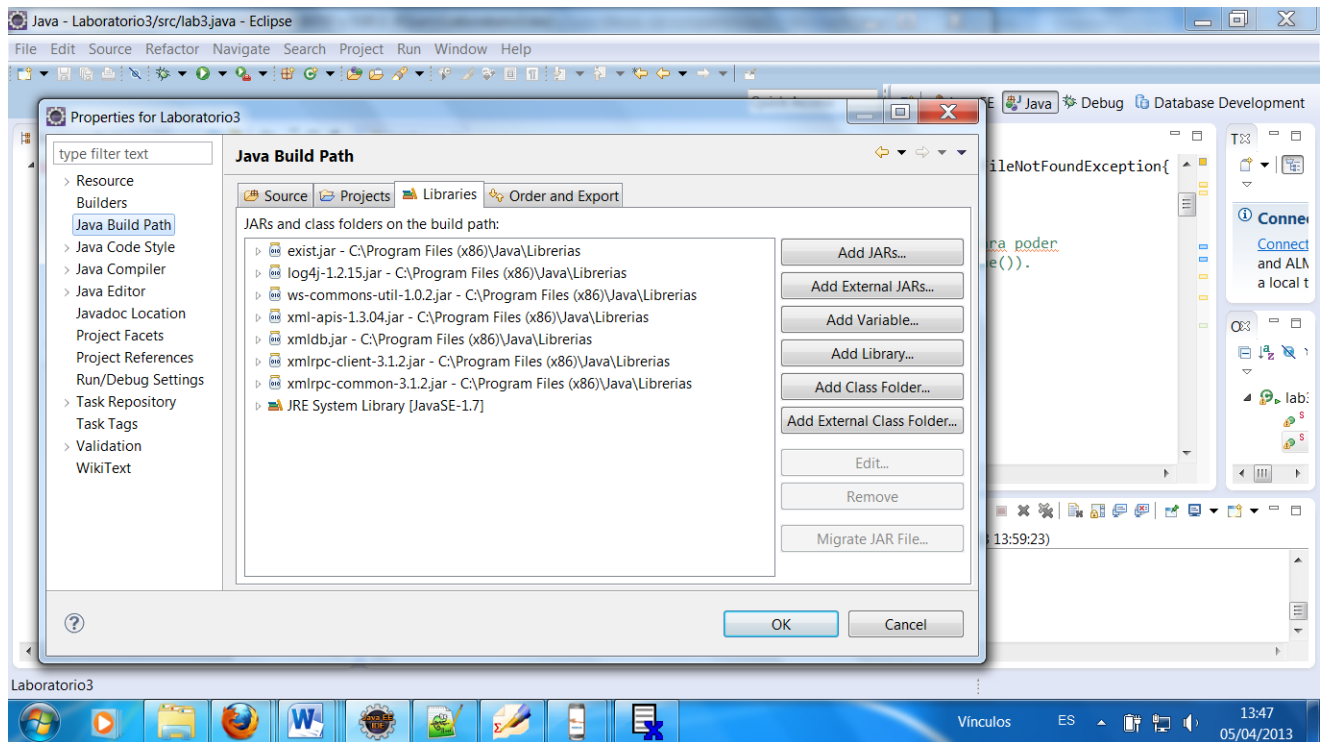 Java - Laboratorio3/src/lab3.java - Eclipse
File Edit Source Refactor Navigate Search Project Run Window Help
E Java Debug Database Development
Properties for Laboratorio3
type filter text
Resource
Builders
Java Build Path
Java Code Style
Java Compiler
Java Editor
Javadoc Location
Project Facets
Project References
Run/Debug Settings
Task Repository
Task Tags
Validation
WikiText
Java Build Path
Source Projects Libraries Order and Export
JARs and class folders on the build path:
exist.jar - C:\Program Files (x86)\Java\Librerias
log4j-1.2.15.jar - C:\Program Files (x86)\Java\Librerias
ws-commons-util-1.0.2.jar - C:\Program Files (x86)\Java\Librerias
xml-apis-1.3.04.jar - C:\Program Files (x86)\Java\Librerias
xmldb.jar - C:\Program Files (x86)\Java\Librerias
xmlrpc-client-3.1.2.jar - C:\Program Files (x86)\Java\Librerias
xmlrpc-common-3.1.2.jar - C:\Program Files (x86)\Java\Librerias
JRE System Library [JavaSE-1.7]
Add JARs...
Add External JARs...
Add Variable...
Add Library...
Add Class Folder...
Add External Class Folder...
Edit...
Remove
Migrate JAR File...
OK Cancel
ileNotFoundException{
ra poder
e()).
13:59:23)
Connec
Connect
and ALM
a local t
lab3
Laboratorio3
Vínculos ES
13:47
05/04/2013